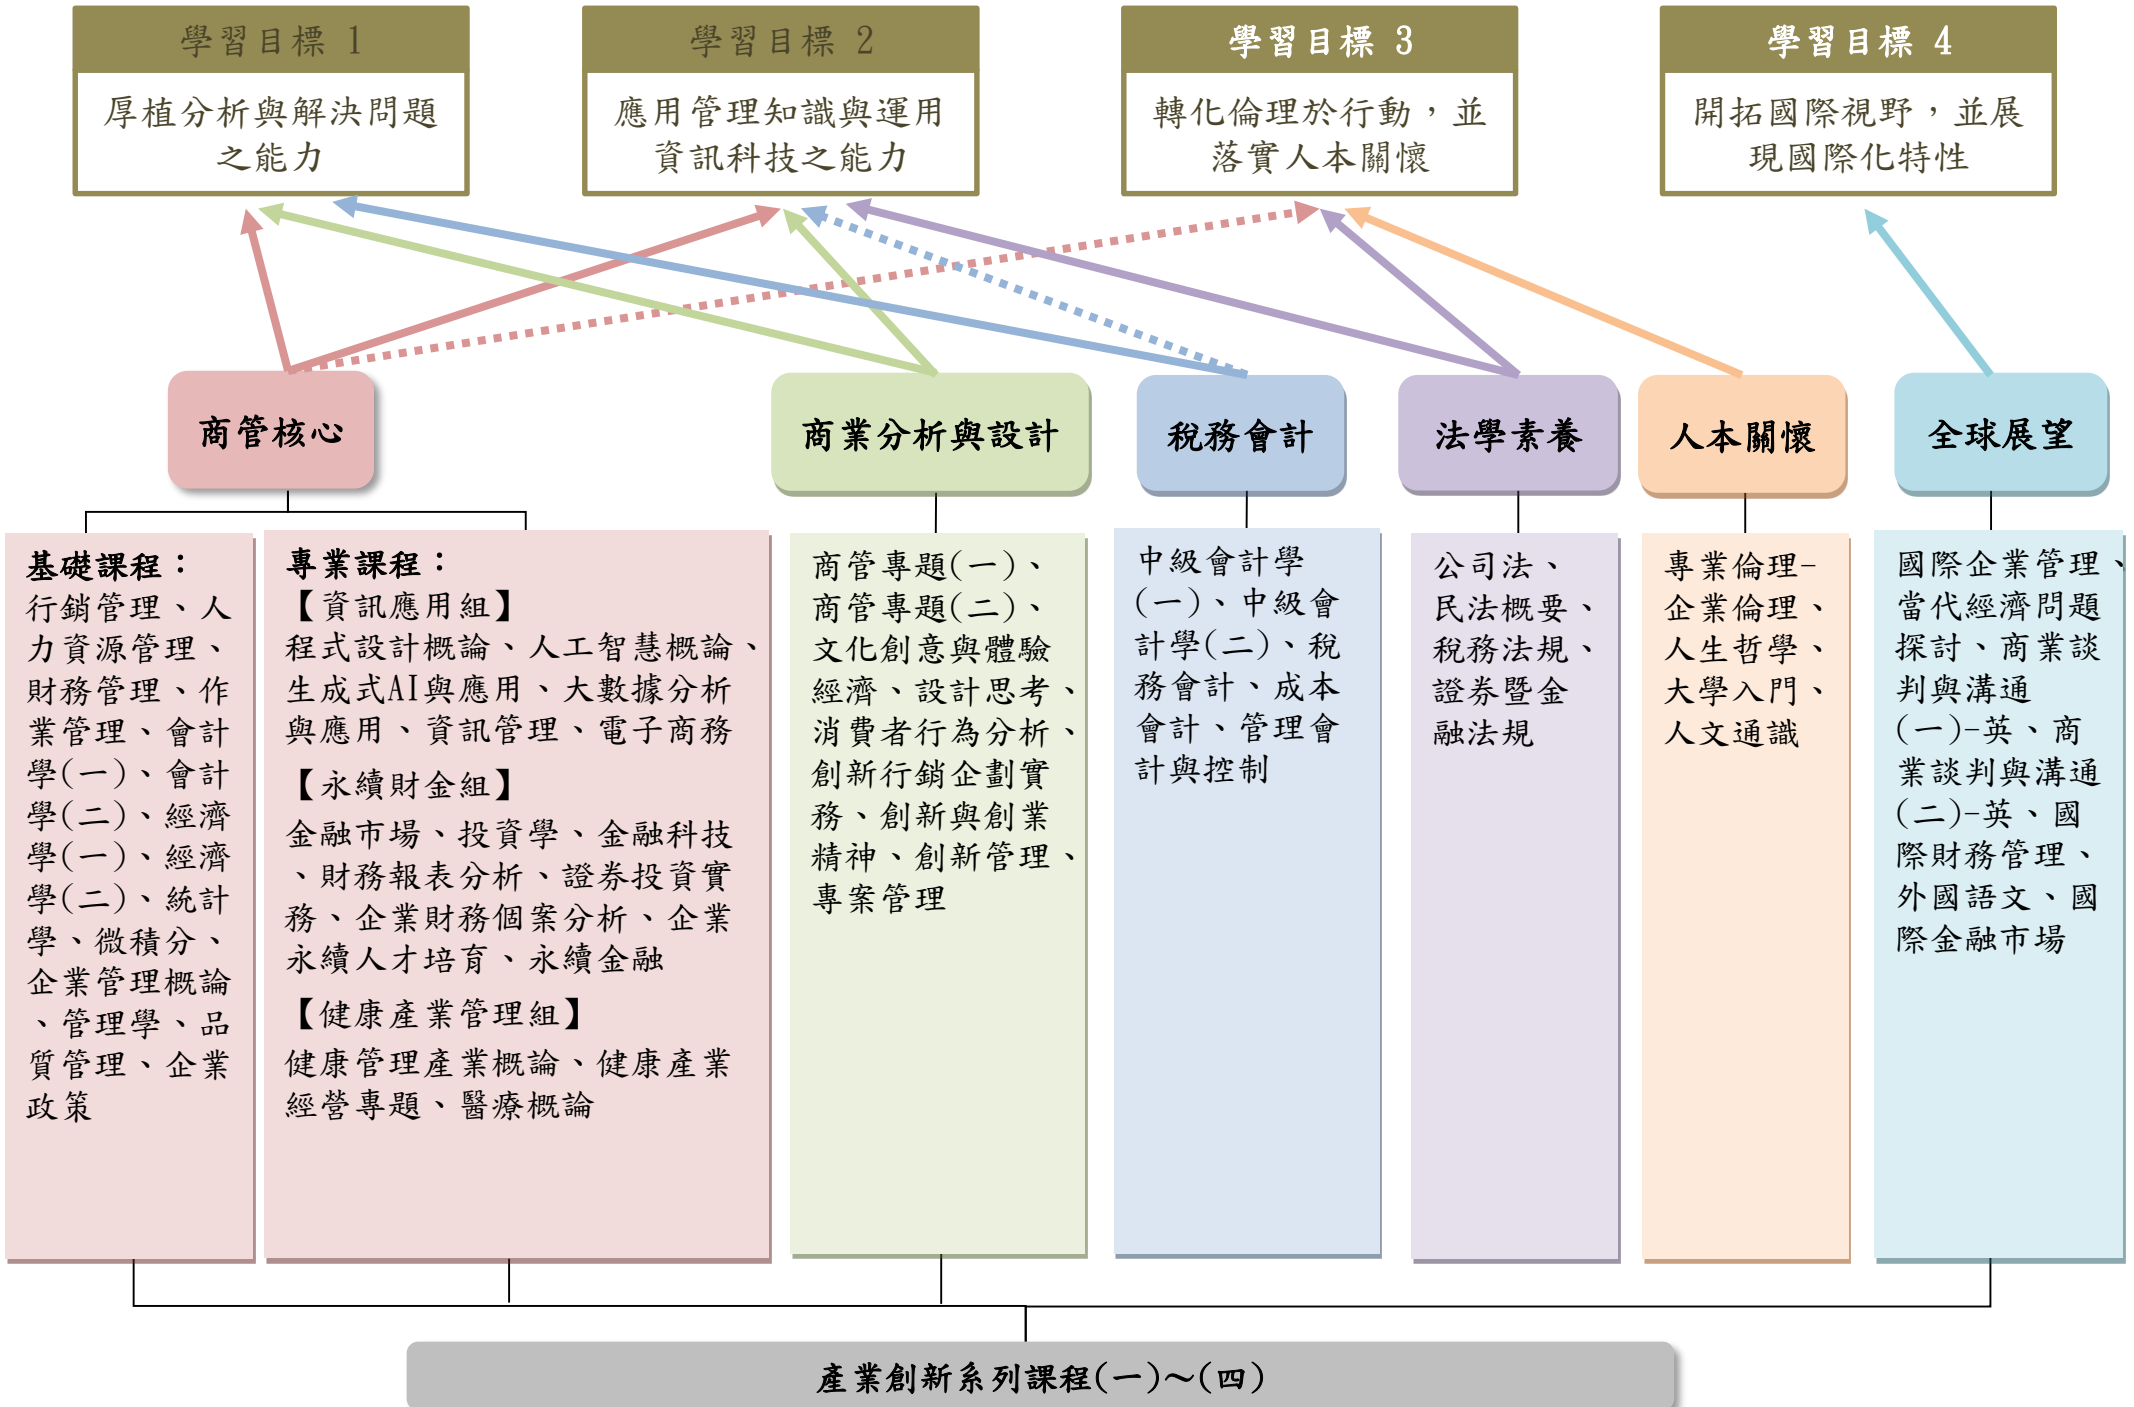 學習目標 1
厚植分析與解決問題
之能力
學習目標 2
應用管理知識與運用
資訊科技之能力
學習目標 3
轉化倫理於行動，並
落實人本關懷
學習目標 4
開拓國際視野，並展
現國際化特性
商管核心
商業分析與設計
稅務會計
法學素養
人本關懷
全球展望
基礎課程：
行銷管理、人
力資源管理、
財務管理、作
業管理、會計
學(一)、會計
學(二)、經濟
學(一)、經濟
學(二)、統計
學、微積分、
企業管理概論
、管理學、品
質管理、企業
政策
專業課程：
【資訊應用組】
程式設計概論、人工智慧概論、
生成式AI與應用、大數據分析
與應用、資訊管理、電子商務
【永續財金組】
金融市場、投資學、金融科技
、財務報表分析、證券投資實
務、企業財務個案分析、企業
永續人才培育、永續金融
【健康產業管理組】
健康管理產業概論、健康產業
經營專題、醫療概論
商管專題(一)、
商管專題(二)、
文化創意與體驗
經濟、設計思考、
消費者行為分析、
創新行銷企劃實
務、創新與創業
精神、創新管理、
專案管理
中級會計學
(一)、中級會
計學(二)、稅
務會計、成本
會計、管理會
計與控制
公司法、
民法概要、
稅務法規、
證券暨金
融法規
專業倫理-
企業倫理、
人生哲學、
大學入門、
人文通識
國際企業管理、
當代經濟問題
探討、商業談
判與溝通
(一)-英、商
業談判與溝通
(二)-英、國
際財務管理、
外國語文、國
際金融市場
產業創新系列課程(一)～(四)